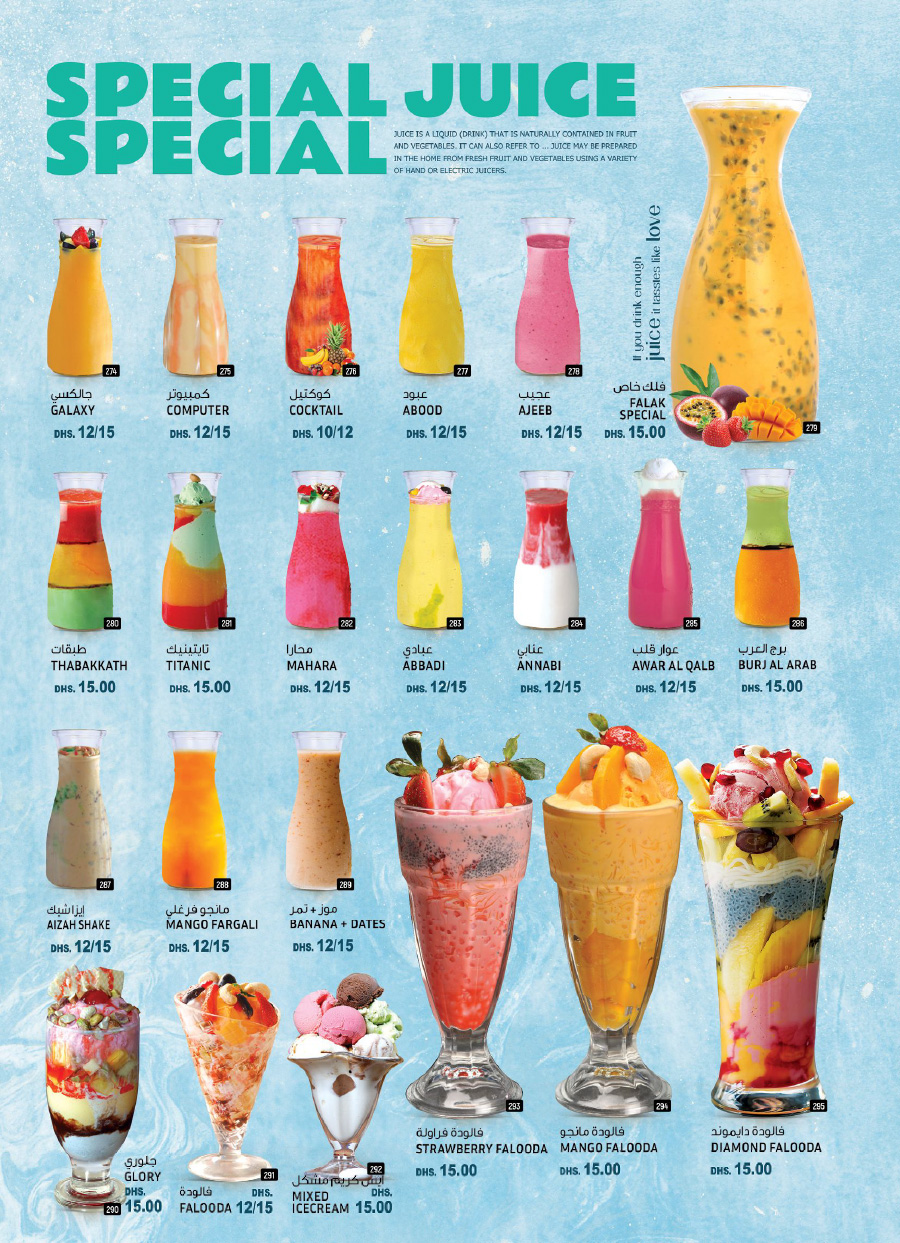 SPECIAL JUICE
SPECIAL
JUICE IS A LIQUID (DRINK) THAT IS NATURALLY CONTAINED IN FRUIT
AND VEGETABLES. IT CAN ALSO REFER TO ... JUICE MAY BE PREPARED
IN THE HOME FROM FRESH FRUIT AND VEGETABLES USING A VARIETY
OF HAND OR ELECTRIC JUICERS.
If you drink enough
juice it tasstes like love
274
جالكسي
GALAXY
DHS. 12/15
275
كمبيوتر
COMPUTER
DHS. 12/15
276
كوكتيل
COCKTAIL
DHS. 10/12
277
عبود
ABOOD
DHS. 12/15
278
عجيب
AJEEB
DHS. 12/15
279
فلك خاص
FALAK
SPECIAL
DHS. 15.00
280
طبقات
THABAKKATH
DHS. 15.00
281
تايتينيك
TITANIC
DHS. 15.00
282
محارا
MAHARA
DHS. 12/15
283
عبادي
ABBADI
DHS. 12/15
284
عنابي
ANNABI
DHS. 12/15
285
عوار قلب
AWAR AL QALB
DHS. 12/15
286
برج العرب
BURJ AL ARAB
DHS. 15.00
287
إيزاشيك
AIZAH SHAKE
DHS. 12/15
288
مانجو فرغلي
MANGO FARGALI
DHS. 12/15
289
موز + تمر
BANANA + DATES
DHS. 12/15
290
جلوري
GLORY
DHS.
15.00
291
فالودة
FALOODA
DHS.
12/15
292
آيس كريم مشكل
MIXED
ICECREAM
DHS.
15.00
293
فالودة فراولة
STRAWBERRY FALOODA
DHS. 15.00
294
فالودة مانجو
MANGO FALOODA
DHS. 15.00
295
فالودة دايموند
DIAMOND FALOODA
DHS. 15.00